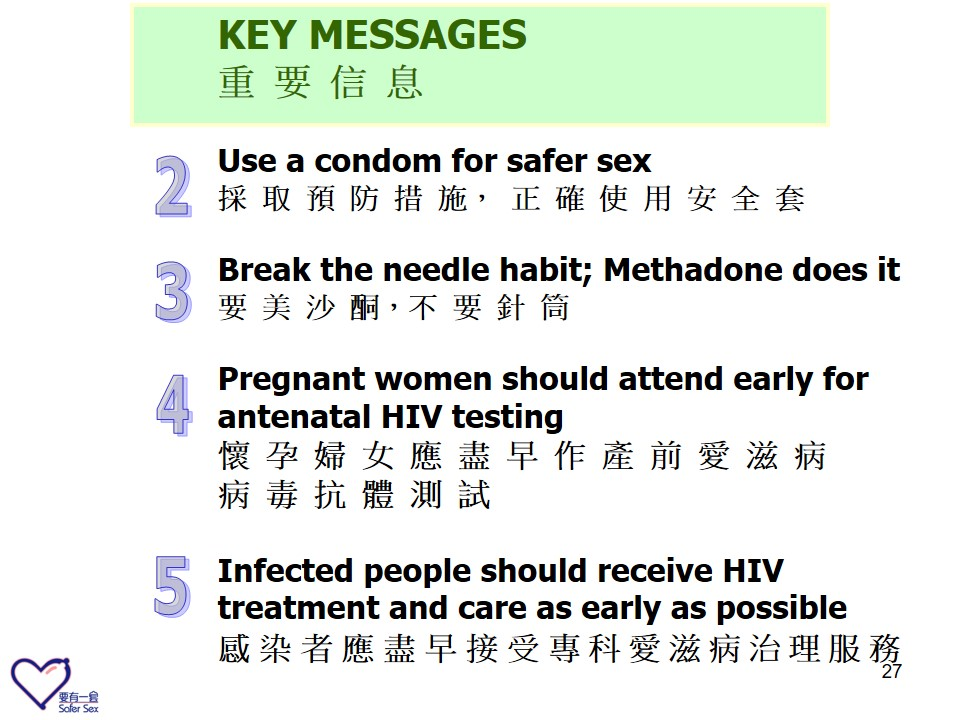 KEY MESSAGES
重要信息
2
Use a condom for safer sex
採取預防措施，正確使用安全套
3
Break the needle habit; Methadone does it
要美沙酮，不要針筒
4
Pregnant women should attend early for
antenatal HIV testing
懷孕婦女應盡早作產前愛滋病
病毒抗體測試
5
Infected people should receive HIV
treatment and care as early as possible
感染者應盡早接受專科愛滋病治理服務
27
要有一套
Safer Sex